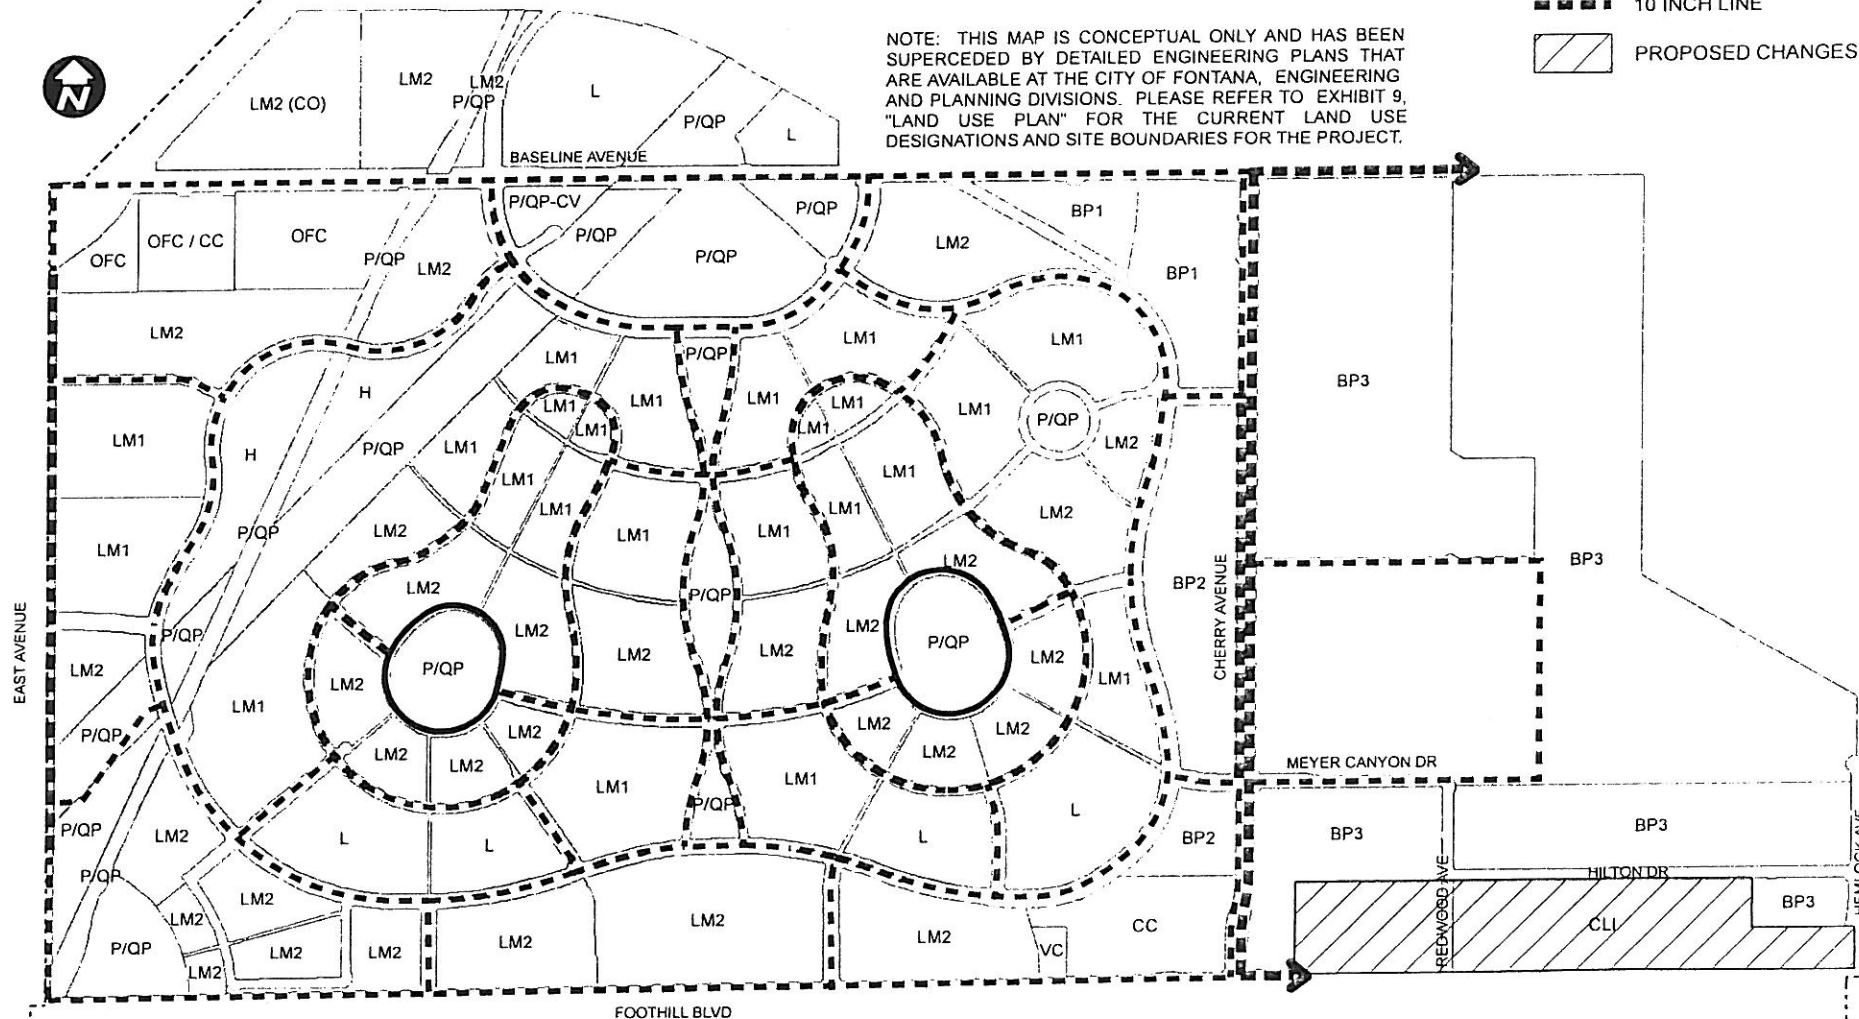 10 INCH LINE
PROPOSED CHANGES
NOTE: THIS MAP IS CONCEPTUAL ONLY AND HAS BEEN
SUPERCEDED BY DETAILED ENGINEERING PLANS THAT
ARE AVAILABLE AT THE CITY OF FONTANA, ENGINEERING
AND PLANNING DIVISIONS. PLEASE REFER TO EXHIBIT 9,
"LAND USE PLAN" FOR THE CURRENT LAND USE
DESIGNATIONS AND SITE BOUNDARIES FOR THE PROJECT.
N
LM2 (CO)
LM2
LM2
P/QP
L
P/QP
L
BASELINE AVENUE
P/QP-CV
P/QP
P/QP
P/QP
BP1
LM2
BP1
OFC
OFC / CC
OFC
P/QP
LM2
LM2
LM1
P/QP
LM1
LM1
H
BP3
LM1
LM1
LM1
LM1
LM1
P/QP
LM1
LM1
LM1
LM2
LM1
H
P/QP
LM1
LM1
LM1
LM1
LM1
LM2
LM1
P/QP
LM2
LM1
LM1
LM2
BP3
LM2
P/QP
BP2
CHERRY AVENUE
EAST AVENUE
P/QP
LM2
LM2
P/QP
LM2
LM2
LM2
P/QP
LM2
LM2
LM1
LM1
P/QP
LM2
LM2
LM2
LM2
LM2
LM2
MEYER CANYON DR
LM1
P/QP
LM1
P/QP
LM2
L
L
L
L
BP2
BP3
BP3
P/QP
HILTON DR
REDWOOD AVE
HEMLOCK AVE
BP3
CLI
LM2
LM2
P/QP
LM2
LM2
LM2
LM2
LM2
LM2
VC
CC
FOOTHILL BLVD